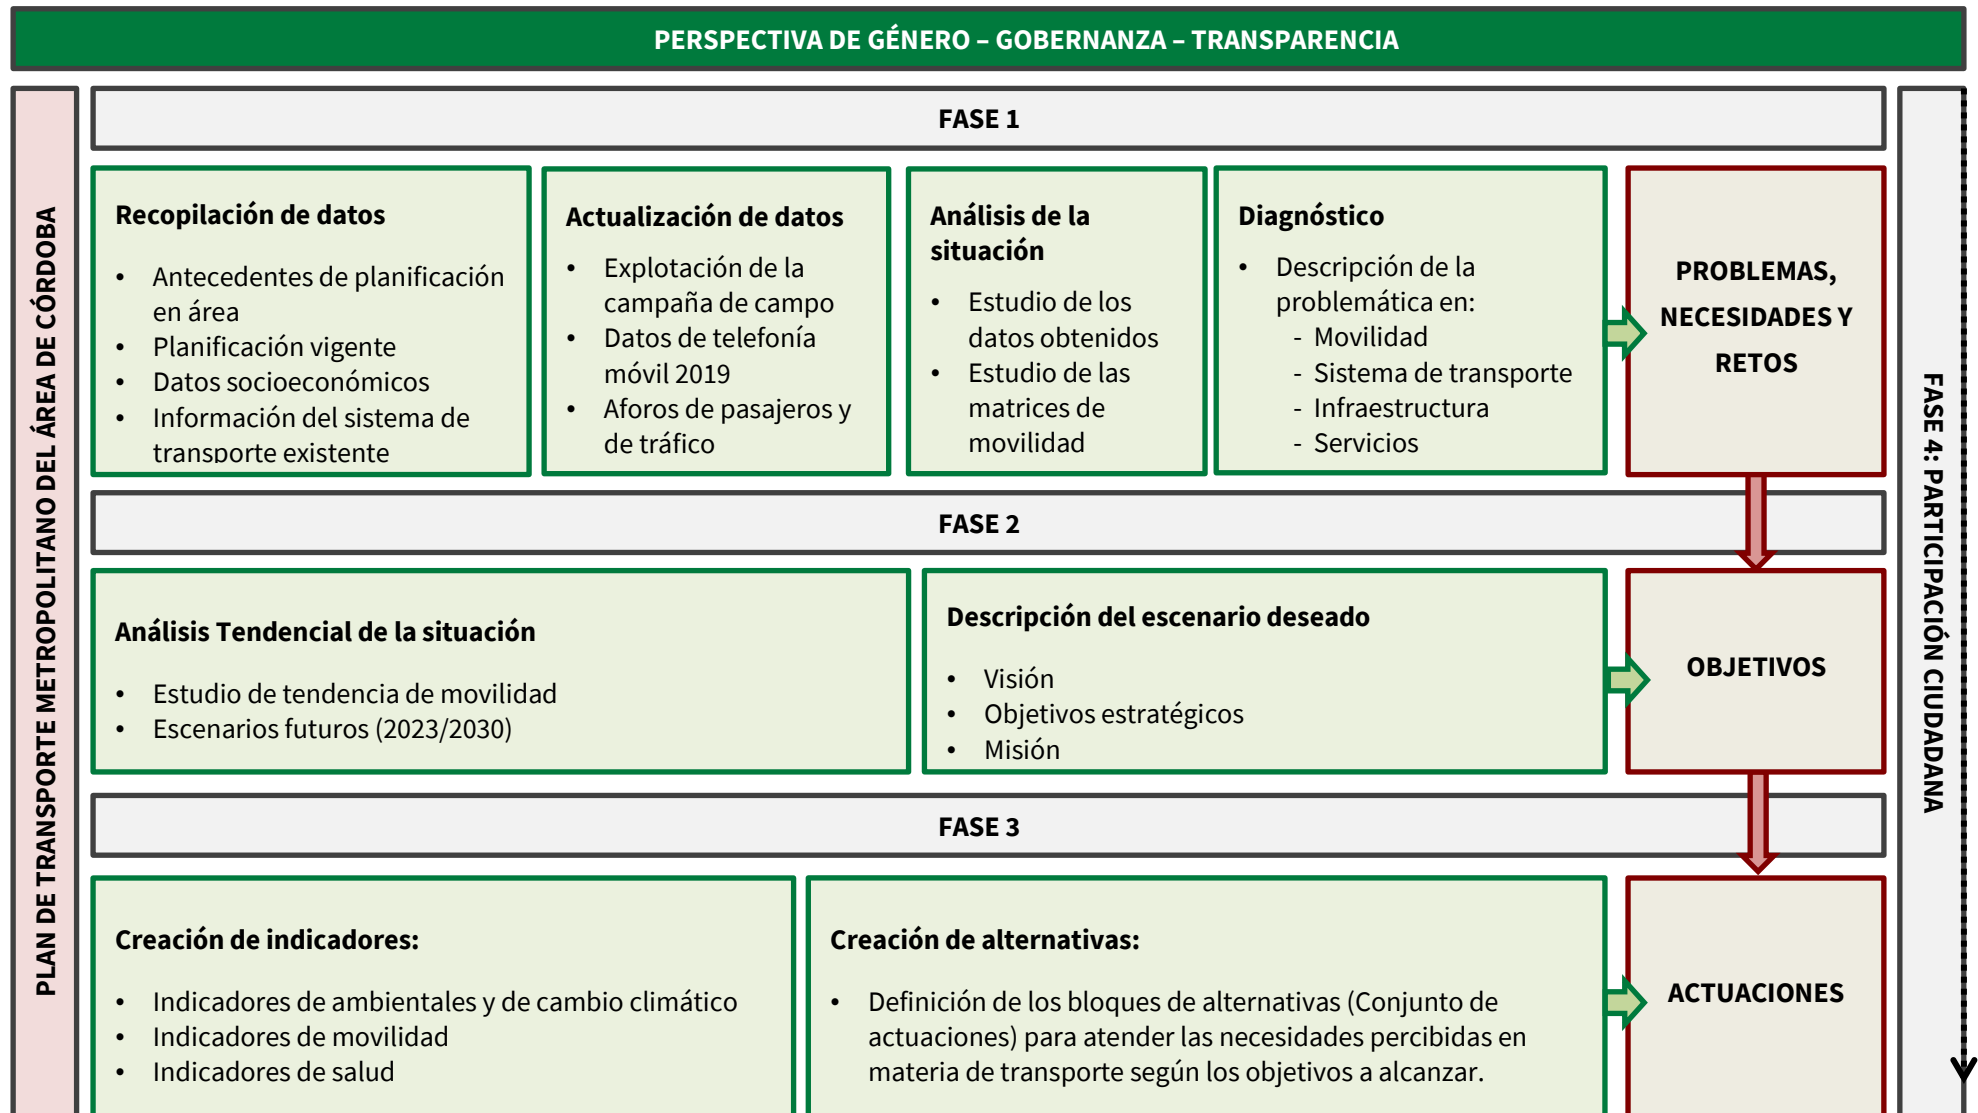 PERSPECTIVA DE GÉNERO – GOBERNANZA – TRANSPARENCIA
PLAN DE TRANSPORTE METROPOLITANO DEL ÁREA DE CÓRDOBA
FASE 1
Recopilación de datos
• Antecedentes de planificación
en área
• Planificación vigente
• Datos socioeconómicos
• Información del sistema de
transporte existente
Actualización de datos
• Explotación de la
campaña de campo
• Datos de telefonía
móvil 2019
• Aforos de pasajeros y
de tráfico
Análisis de la
situación
• Estudio de los
datos obtenidos
• Estudio de las
matrices de
movilidad
Diagnóstico
• Descripción de la
problemática en:
- Movilidad
- Sistema de transporte
- Infraestructura
- Servicios
PROBLEMAS,
NECESIDADES Y
RETOS
FASE 2
Análisis Tendencial de la situación
• Estudio de tendencia de movilidad
• Escenarios futuros (2023/2030)
Descripción del escenario deseado
• Visión
• Objetivos estratégicos
• Misión
OBJETIVOS
FASE 3
Creación de indicadores:
• Indicadores de ambientales y de cambio climático
• Indicadores de movilidad
• Indicadores de salud
Creación de alternativas:
• Definición de los bloques de alternativas (Conjunto de
actuaciones) para atender las necesidades percibidas en
materia de transporte según los objetivos a alcanzar.
ACTUACIONES
FASE 4: PARTICIPACIÓN CIUDADANA